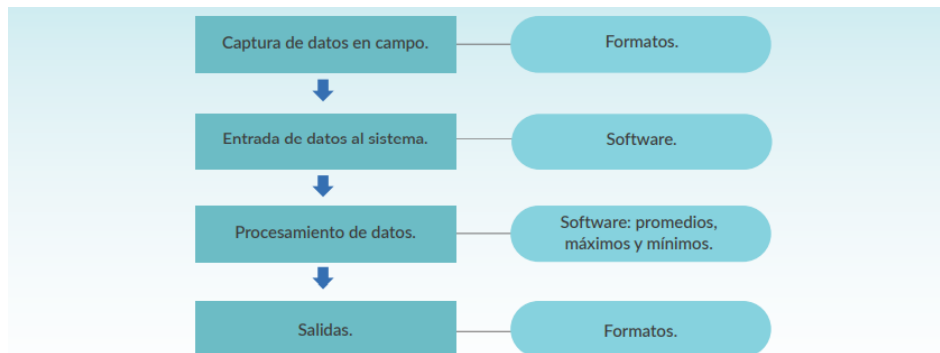 Captura de datos en campo.
Formatos.
Entrada de datos al sistema.
Software.
Procesamiento de datos.
Software: promedios,
máximos y mínimos.
Salidas.
Formatos.